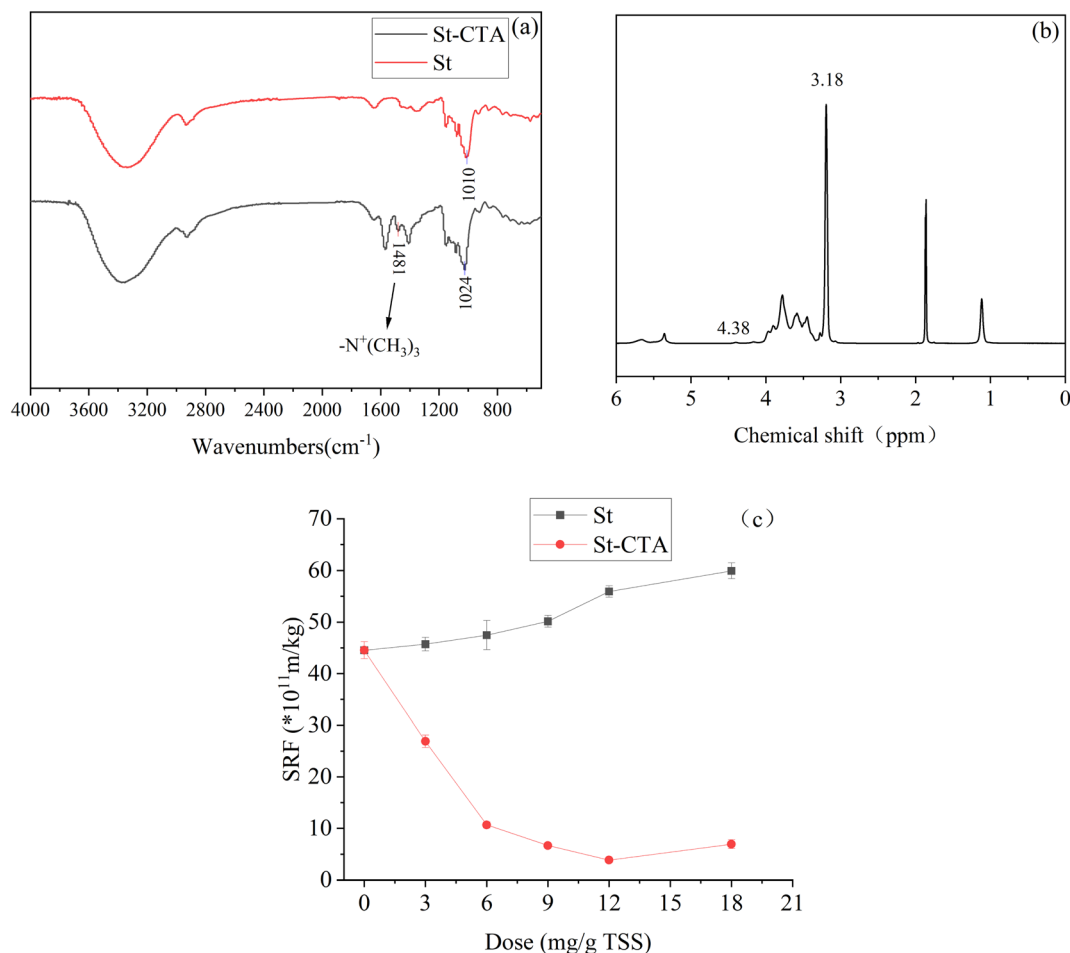 (a)
St-CTA
St
1010
1481
1024
-N⁺(CH₃)₃
4000 3600 3200 2800 2400 2000 1600 1200 800
Wavenumbers(cm⁻¹)
(b)
3.18
4.38
6 5 4 3 2 1 0
Chemical shift（ppm）
（c）
St
St-CTA
70
60
50
40
30
20
10
0
SRF (*10¹¹m/kg)
0 3 6 9 12 15 18 21
Dose (mg/g TSS)